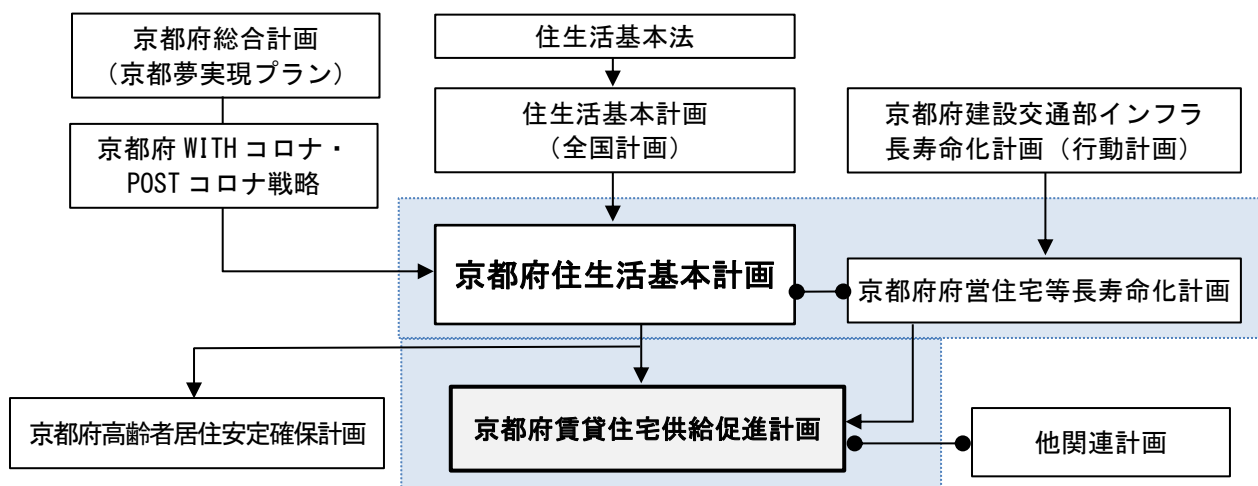 京都府総合計画
（京都夢実現プラン）
住生活基本法
住生活基本計画
（全国計画）
京都府建設交通部インフラ
長寿命化計画（行動計画）
京都府 WITH コロナ・
POST コロナ戦略
京都府住生活基本計画
京都府府営住宅等長寿命化計画
京都府高齢者居住安定確保計画
京都府賃貸住宅供給促進計画
他関連計画